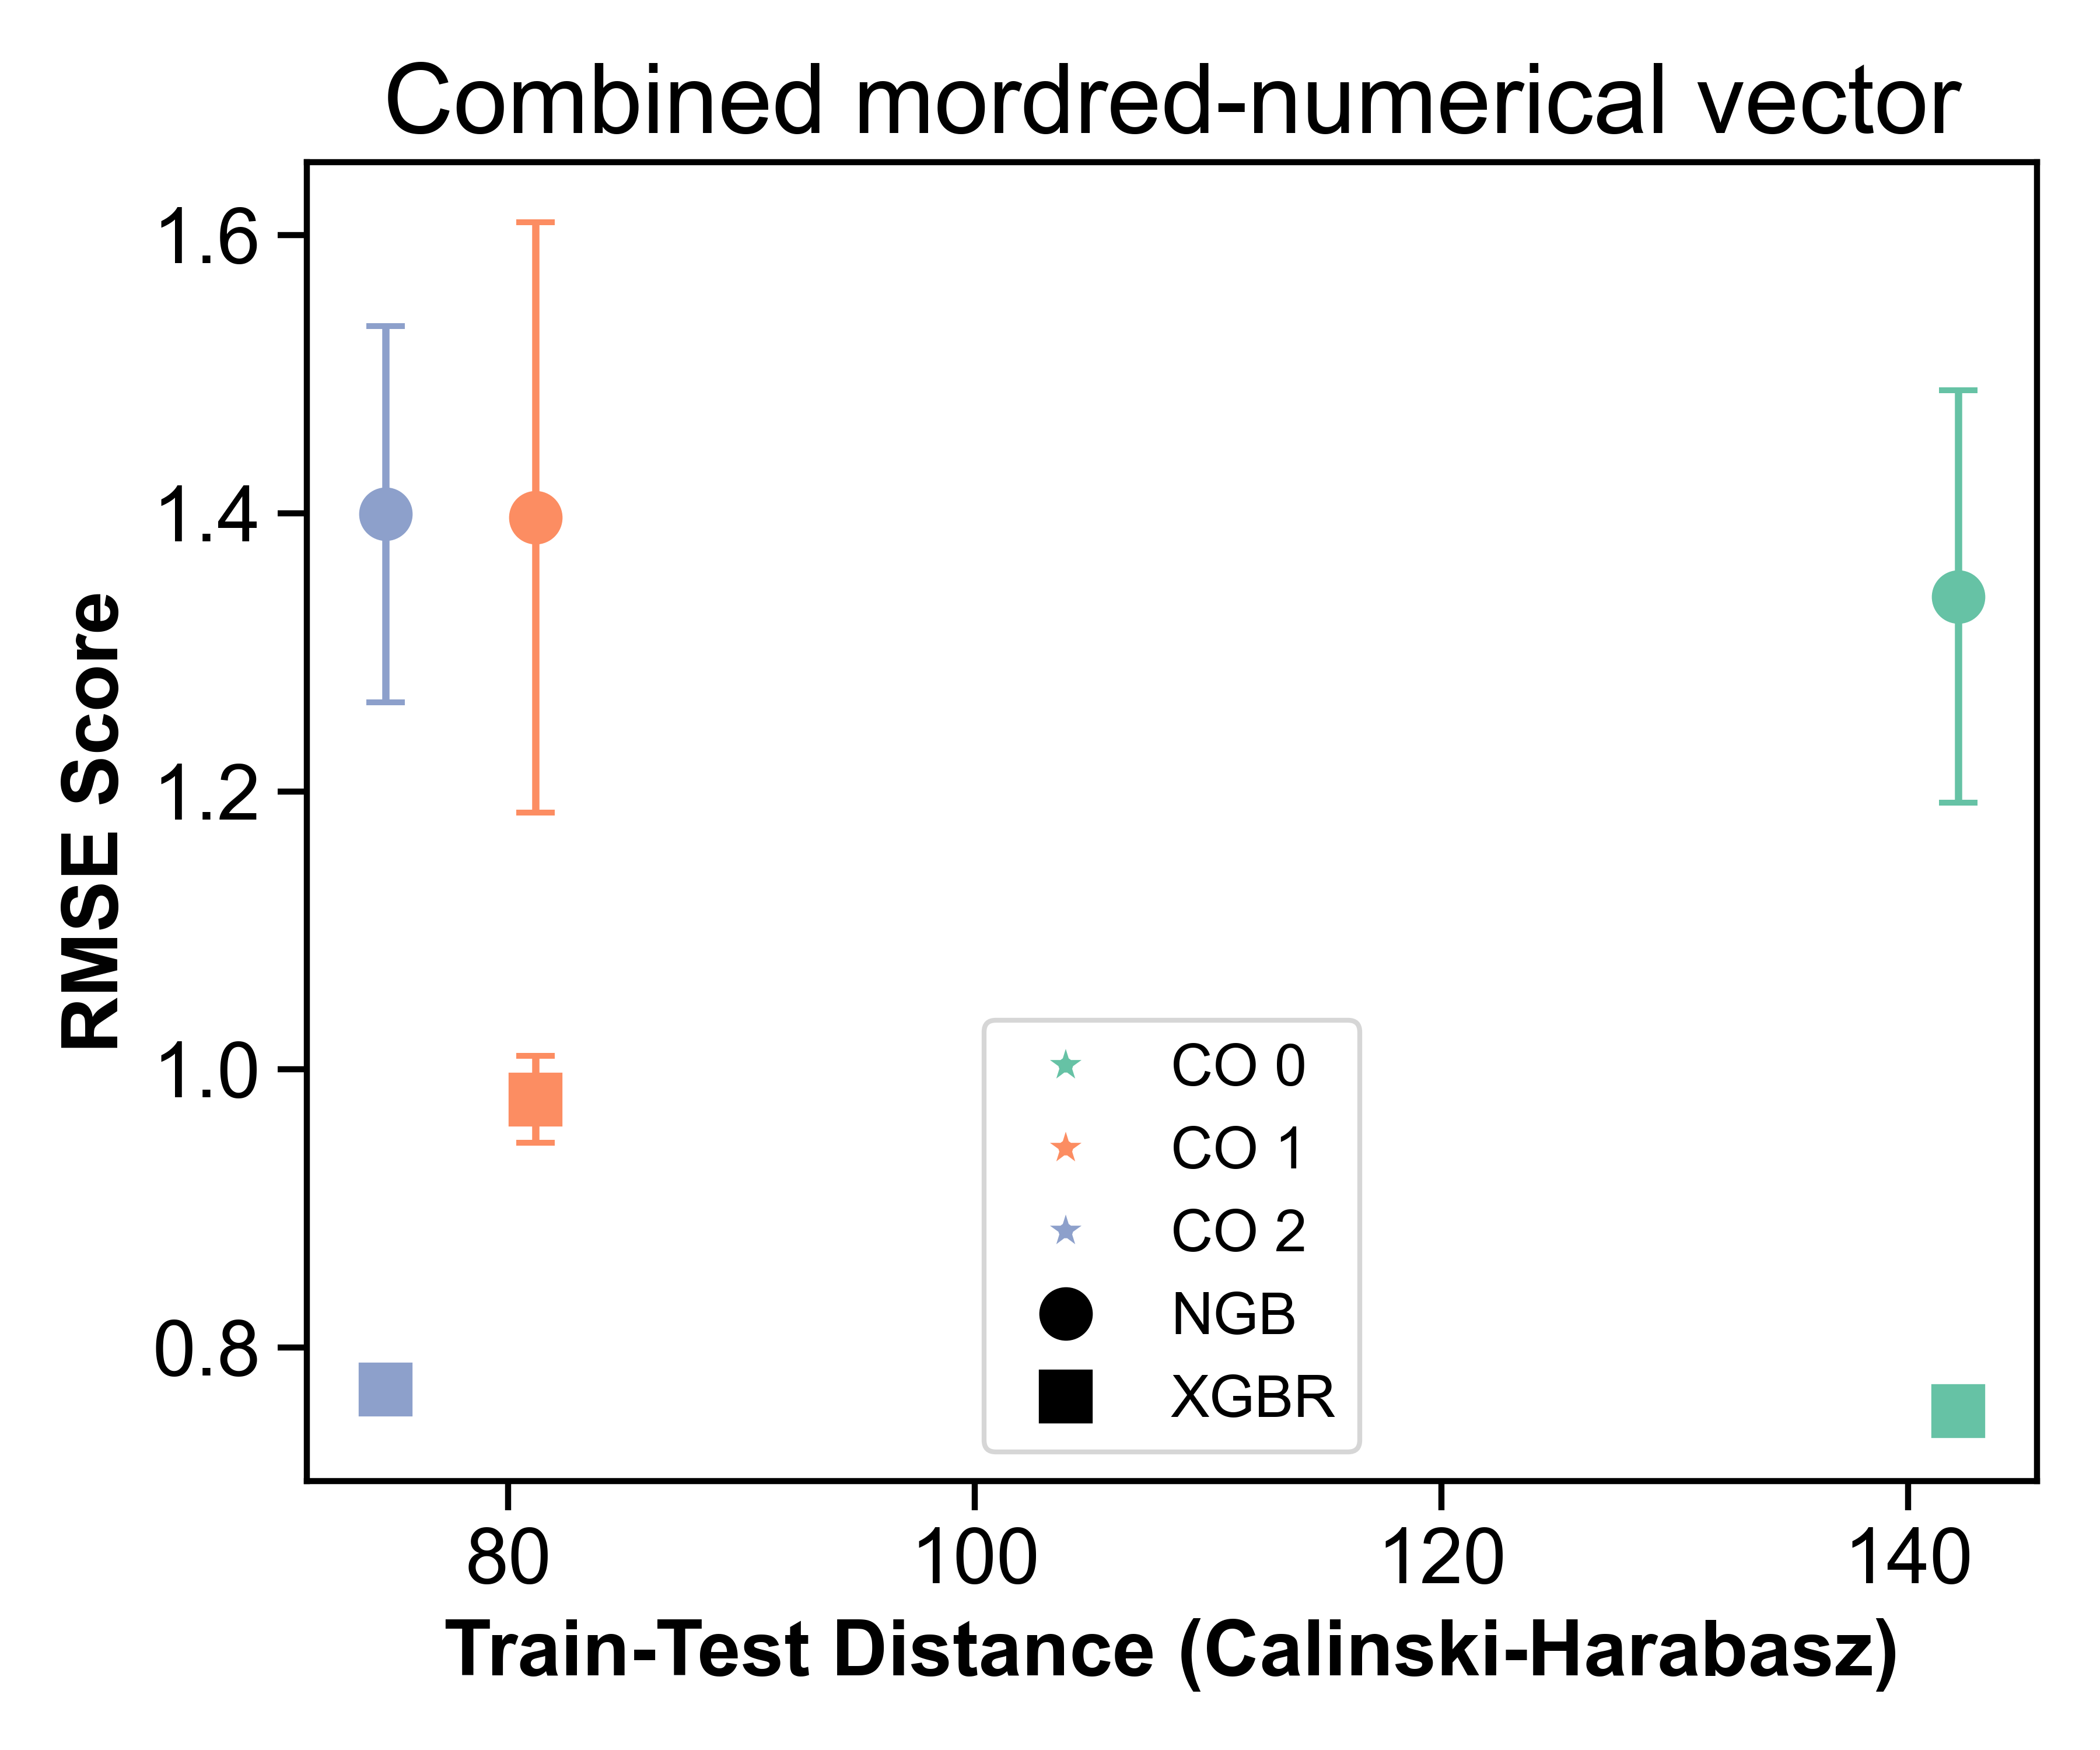 Combined mordred-numerical vector
1.6
1.4
1.2
1.0
0.8
RMSE Score
CO 0
CO 1
CO 2
NGB
XGBR
80 100 120 140
Train-Test Distance (Calinski-Harabasz)